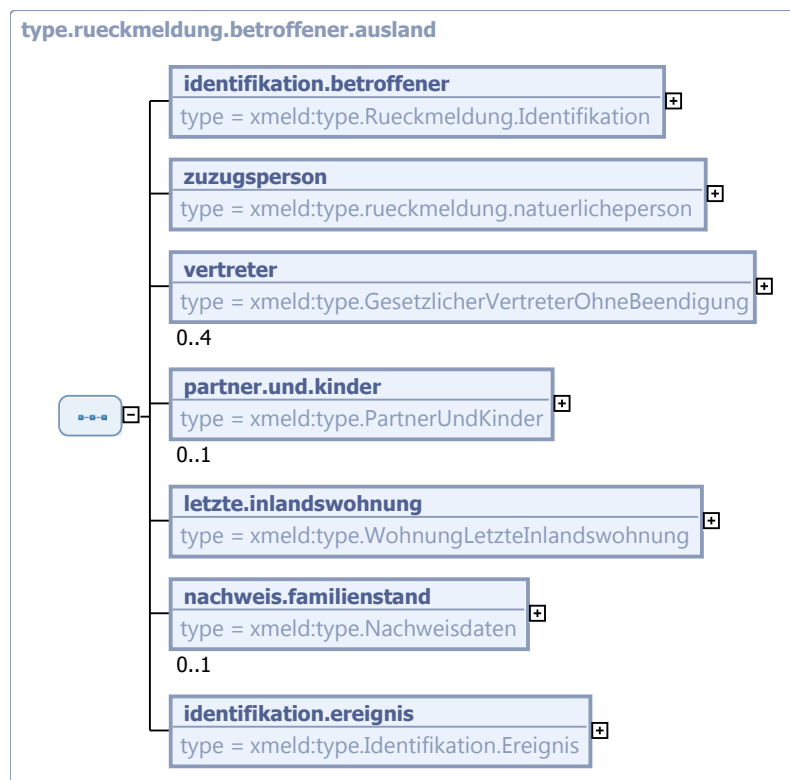 type.rueckmeldung.betroffener.ausland
identifikation.betroffener
type = xmeld:type.Rueckmeldung.Identifikation
zuzugsperson
type = xmeld:type.rueckmeldung.natuerlicheperson
vertreter
type = xmeld:type.GesetzlicherVertreterOhneBeendigung
0..4
partner.und.kinder
type = xmeld:type.PartnerUndKinder
0..1
letzte.inlandswohnung
type = xmeld:type.WohnungLetzteInlandswohnung
nachweis.familienstand
type = xmeld:type.Nachweisdaten
0..1
identifikation.ereignis
type = xmeld:type.Identifikation.Ereignis